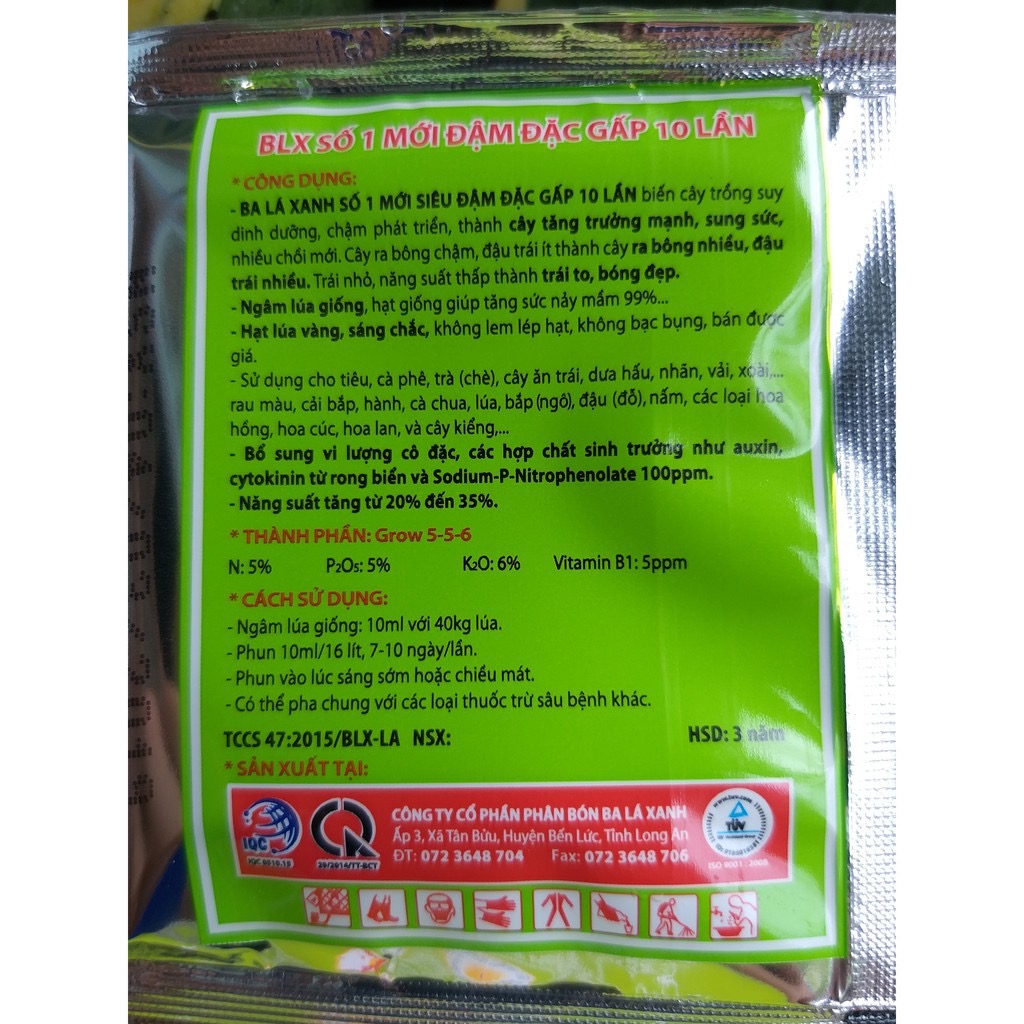 BLX SỐ 1 MỚI ĐẬM ĐẶC GẤP 10 LẦN
* CÔNG DỤNG:
- BA LÁ XANH SỐ 1 MỚI SIÊU ĐẬM ĐẶC GẤP 10 LẦN biến cây trồng suy
dinh dưỡng, chậm phát triển, thành cây tăng trưởng mạnh, sung sức,
nhiều chồi mới. Cây ra bông chậm, đậu trái ít thành cây ra bông nhiều, đậu
trái nhiều. Trái nhỏ, năng suất thấp thành trái to, bóng đẹp.
- Ngâm lúa giống, hạt giống giúp tăng sức nảy mầm 99%...
- Hạt lúa vàng, sáng chắc, không lem lép hạt, không bạc bụng, bán được
giá.
- Sử dụng cho tiêu, cà phê, trà (chè), cây ăn trái, dưa hấu, nhãn, vải, xoài,...
rau màu, cải bắp, hành, cà chua, lúa, bắp (ngô), đậu (đỗ), nấm, các loại hoa
hồng, hoa cúc, hoa lan, và cây kiểng,...
- Bổ sung vi lượng cô đặc, các hợp chất sinh trưởng như auxin,
cytokinin từ rong biển và Sodium-P-Nitrophenolate 100ppm.
- Năng suất tăng từ 20% đến 35%.
* THÀNH PHẦN: Grow 5-5-6
N: 5% P₂O₅: 5% K₂O: 6% Vitamin B1: 5ppm
* CÁCH SỬ DỤNG:
- Ngâm lúa giống: 10ml với 40kg lúa.
- Phun 10ml/16 lít, 7-10 ngày/lần.
- Phun vào lúc sáng sớm hoặc chiều mát.
- Có thể pha chung với các loại thuốc trừ sâu bệnh khác.
TCCS 47:2015/BLX-LA NSX: HSD: 3 năm
* SẢN XUẤT TẠI:
CÔNG TY CỔ PHẦN PHÂN BÓN BA LÁ XANH
Ấp 3, Xã Tân Bửu, Huyện Bến Lức, Tỉnh Long An
ĐT: 072 3648 704 Fax: 072 3648 706
IQC
IQC 0010.15
29/2014/TT-BCT
www.tuv.com
TÜV
ISO 9001 : 2008